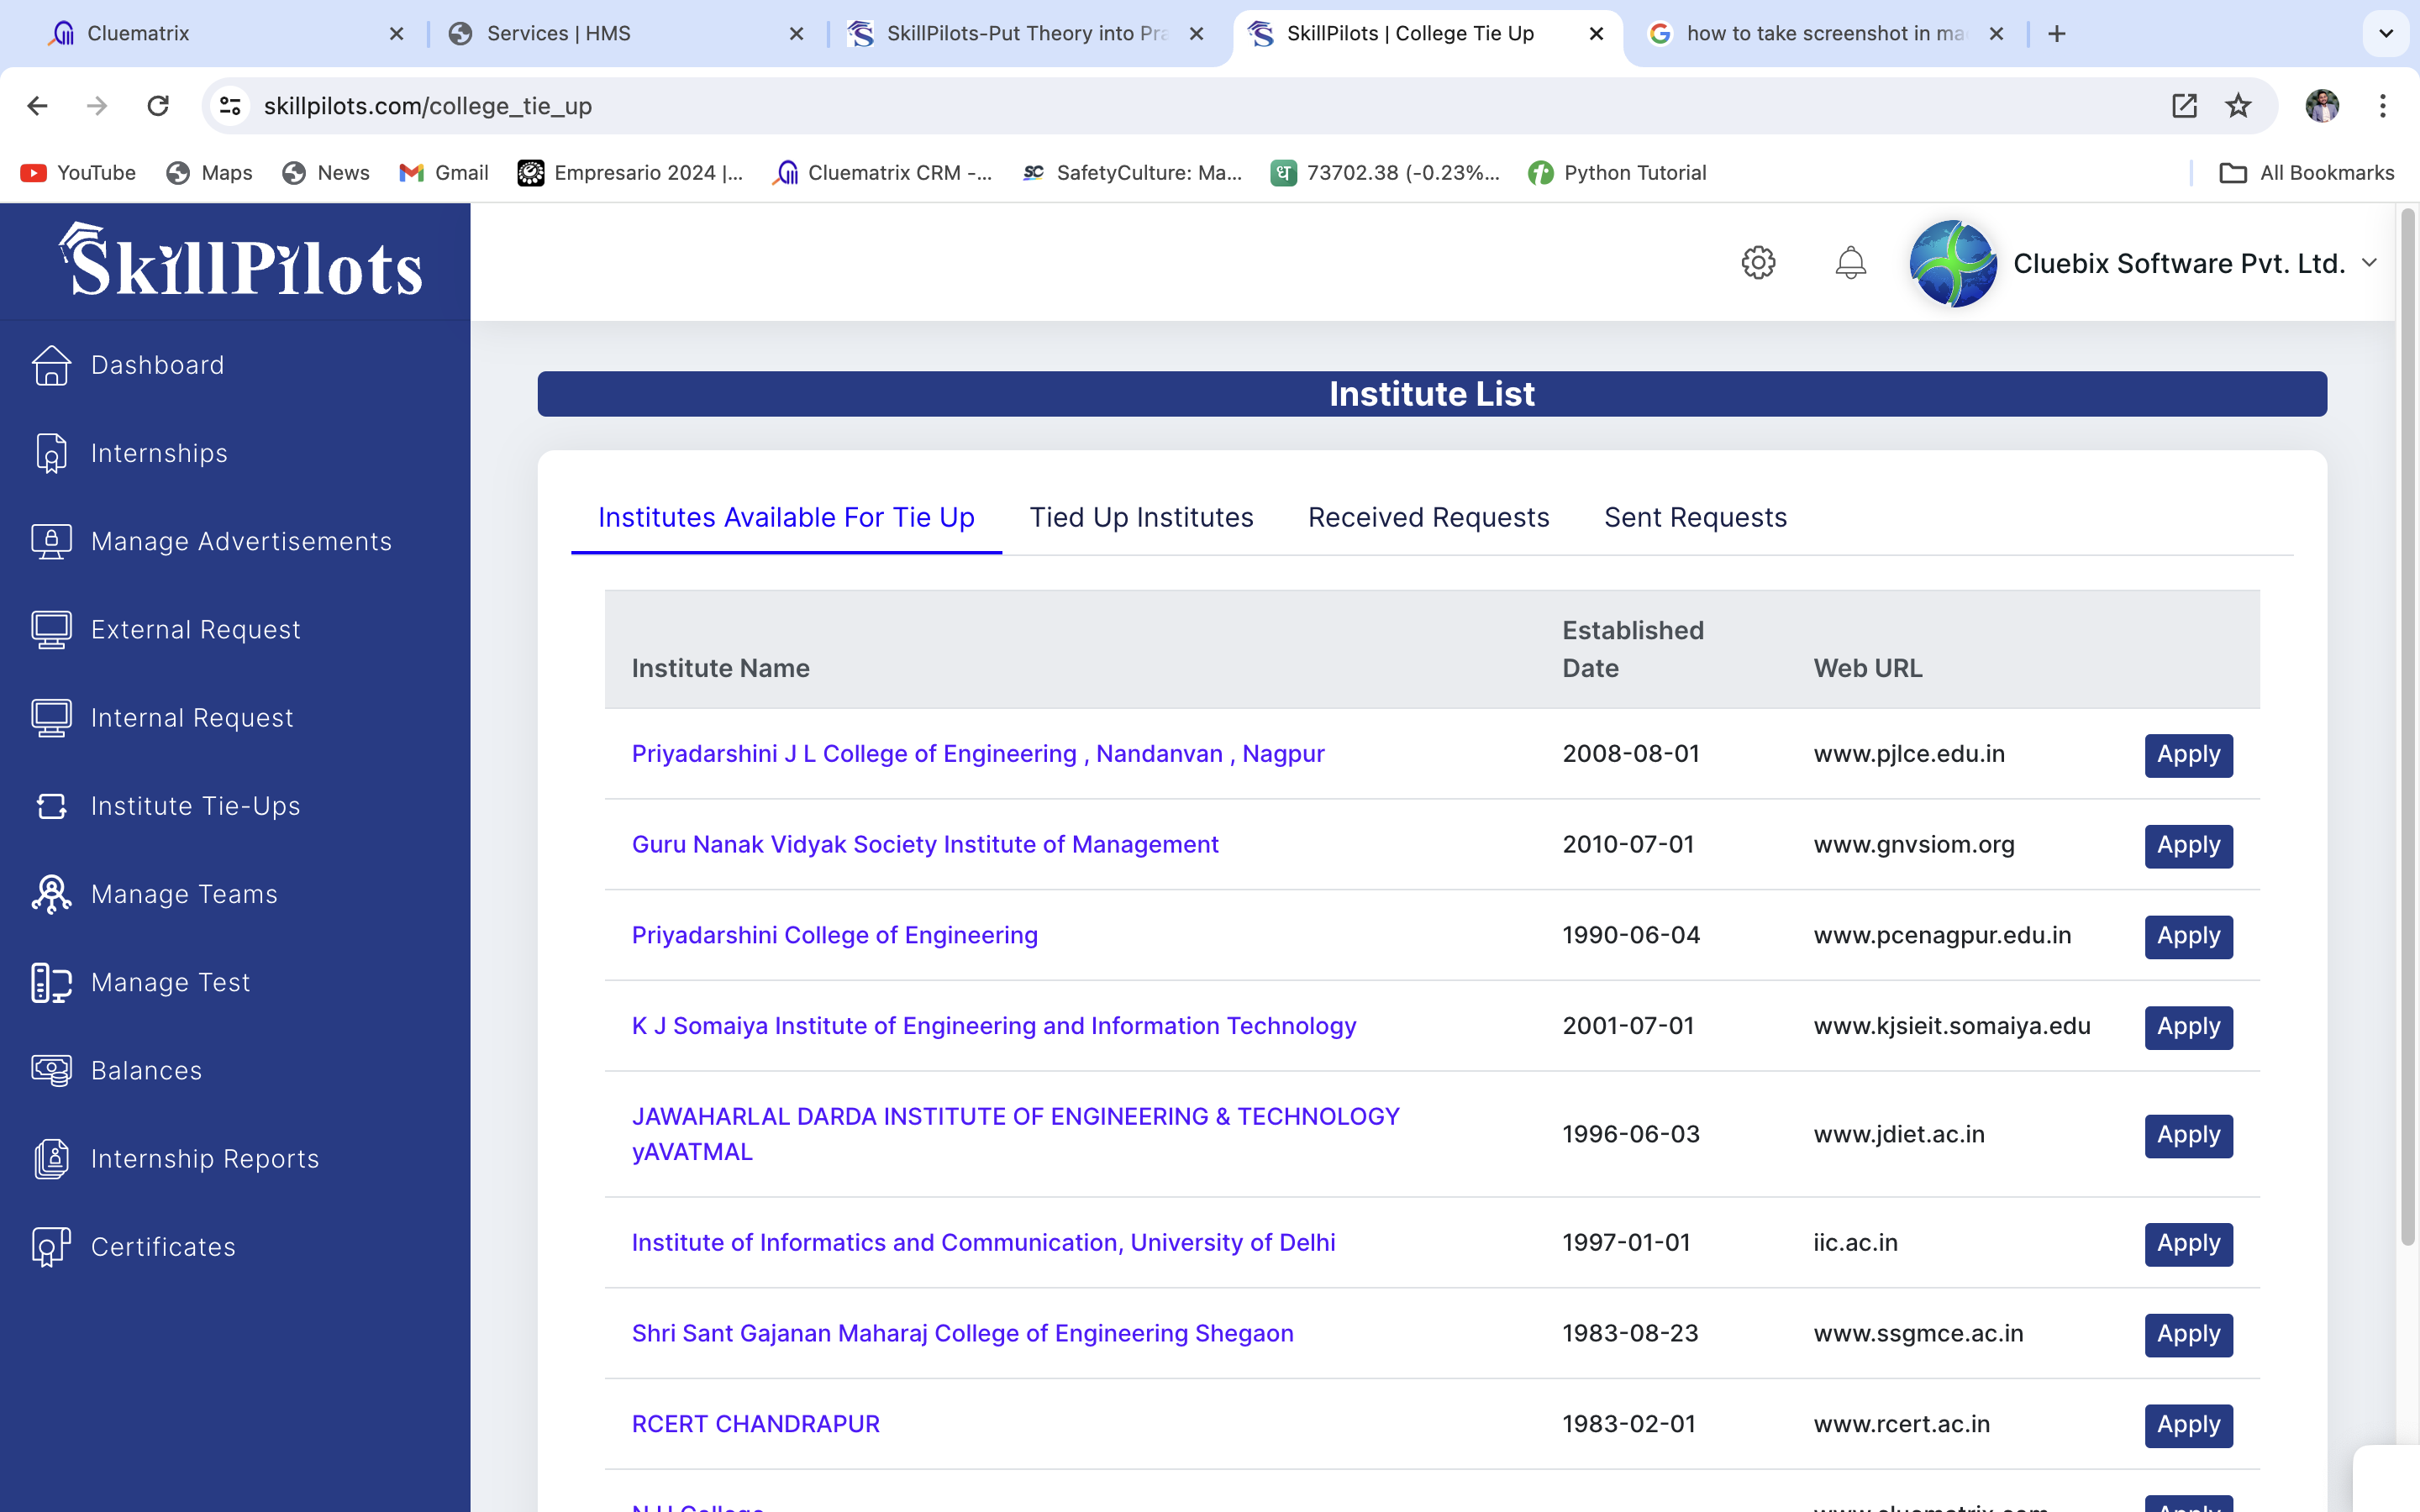 Cluematrix
Services | HMS
SkillPilots-Put Theory into Pra
SkillPilots | College Tie Up
how to take screenshot in ma
skillpilots.com/college_tie_up
YouTube
Maps
News
Gmail
Empresario 2024 |...
Cluematrix CRM -...
SafetyCulture: Ma...
73702.38 (-0.23%...
Python Tutorial
All Bookmarks
SkillPilots
Cluebix Software Pvt. Ltd.
Dashboard
Internships
Manage Advertisements
External Request
Internal Request
Institute Tie-Ups
Manage Teams
Manage Test
Balances
Internship Reports
Certificates
Institute List
Institutes Available For Tie Up
Tied Up Institutes
Received Requests
Sent Requests
Institute Name
Established
Date
Web URL
Priyadarshini J L College of Engineering , Nandanvan , Nagpur 2008-08-01 www.pjlce.edu.in Apply
Guru Nanak Vidyak Society Institute of Management 2010-07-01 www.gnvsiom.org Apply
Priyadarshini College of Engineering 1990-06-04 www.pcenagpur.edu.in Apply
K J Somaiya Institute of Engineering and Information Technology 2001-07-01 www.kjsieit.somaiya.edu Apply
JAWAHARLAL DARDA INSTITUTE OF ENGINEERING & TECHNOLOGY
yAVATMAL
1996-06-03 www.jdiet.ac.in Apply
Institute of Informatics and Communication, University of Delhi 1997-01-01 iic.ac.in Apply
Shri Sant Gajanan Maharaj College of Engineering Shegaon 1983-08-23 www.ssgmce.ac.in Apply
RCERT CHANDRAPUR 1983-02-01 www.rcert.ac.in Apply